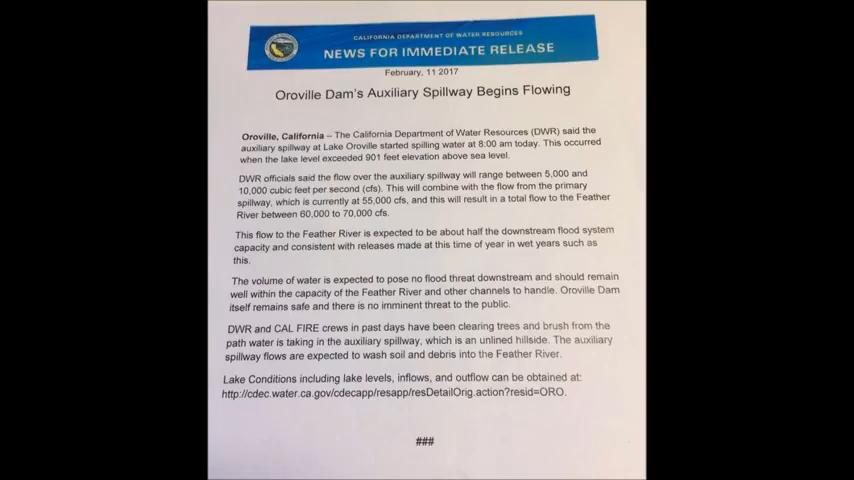 CALIFORNIA DEPARTMENT OF WATER RESOURCES
NEWS FOR IMMEDIATE RELEASE
February, 11 2017
Oroville Dam's Auxiliary Spillway Begins Flowing
Oroville, California – The California Department of Water Resources (DWR) said the
auxiliary spillway at Lake Oroville started spilling water at 8:00 am today. This occurred
when the lake level exceeded 901 feet elevation above sea level.
DWR officials said the flow over the auxiliary spillway will range between 5,000 and
10,000 cubic feet per second (cfs). This will combine with the flow from the primary
spillway, which is currently at 55,000 cfs, and this will result in a total flow to the Feather
River between 60,000 to 70,000 cfs.
This flow to the Feather River is expected to be about half the downstream flood system
capacity and consistent with releases made at this time of year in wet years such as
this.
The volume of water is expected to pose no flood threat downstream and should remain
well within the capacity of the Feather River and other channels to handle. Oroville Dam
itself remains safe and there is no imminent threat to the public.
DWR and CAL FIRE crews in past days have been clearing trees and brush from the
path water is taking in the auxiliary spillway, which is an unlined hillside. The auxiliary
spillway flows are expected to wash soil and debris into the Feather River.
Lake Conditions including lake levels, inflows, and outflow can be obtained at:
http://cdec.water.ca.gov/cdecapp/resapp/resDetailOrig.action?resid=ORO.
###